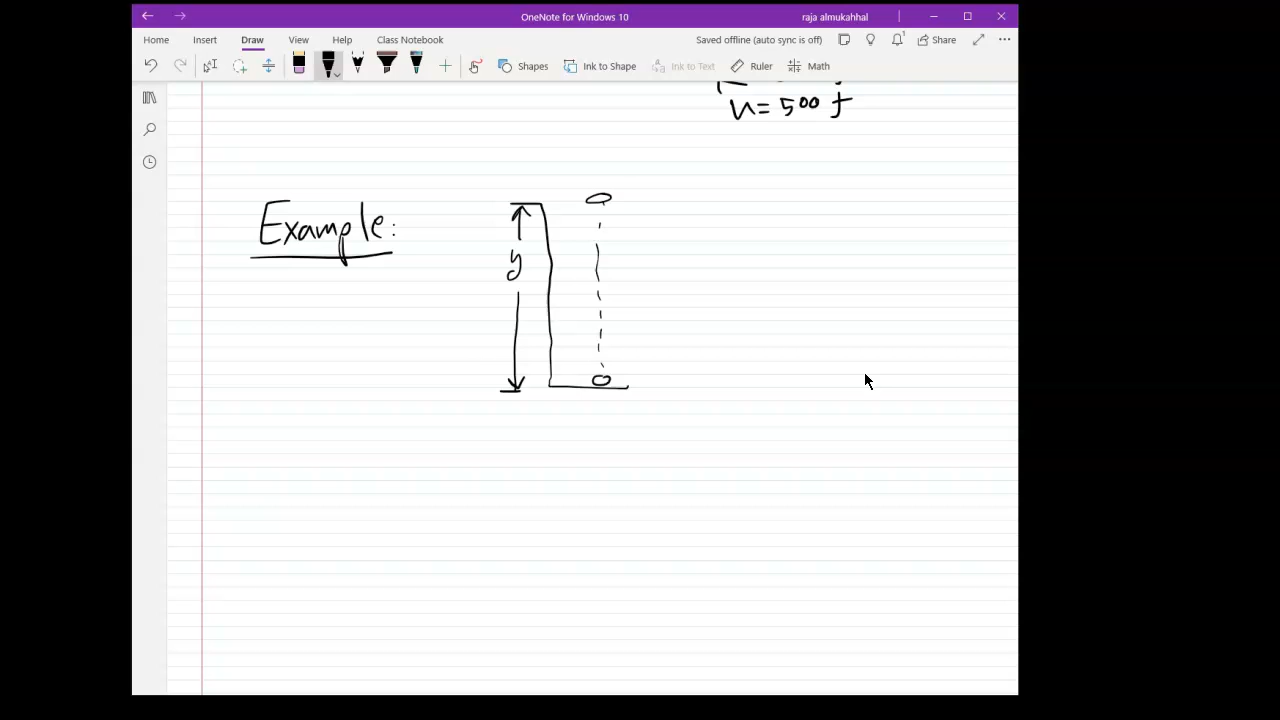 OneNote for Windows 10
raja almukahhal
Home Insert Draw View Help Class Notebook
Saved offline (auto sync is off)
1
Share
Shapes
Ink to Shape
Ink to Text
Ruler
Math
= 500 f
Example:
y